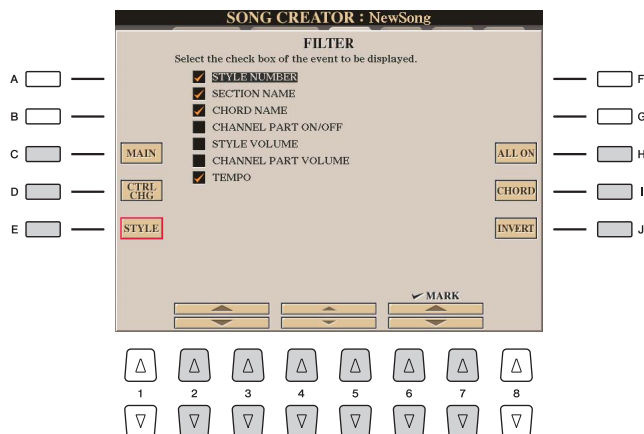 SONG CREATOR : NewSong
FILTER
Select the check box of the event to be displayed.
STYLE NUMBER
SECTION NAME
CHORD NAME
CHANNEL PART ON/OFF
STYLE VOLUME
CHANNEL PART VOLUME
TEMPO
A
B
C
D
E
MAIN
CTRL CHG
STYLE
F
G
H
I
J
ALL ON
CHORD
INVERT
MARK
1 2 3 4 5 6 7 8